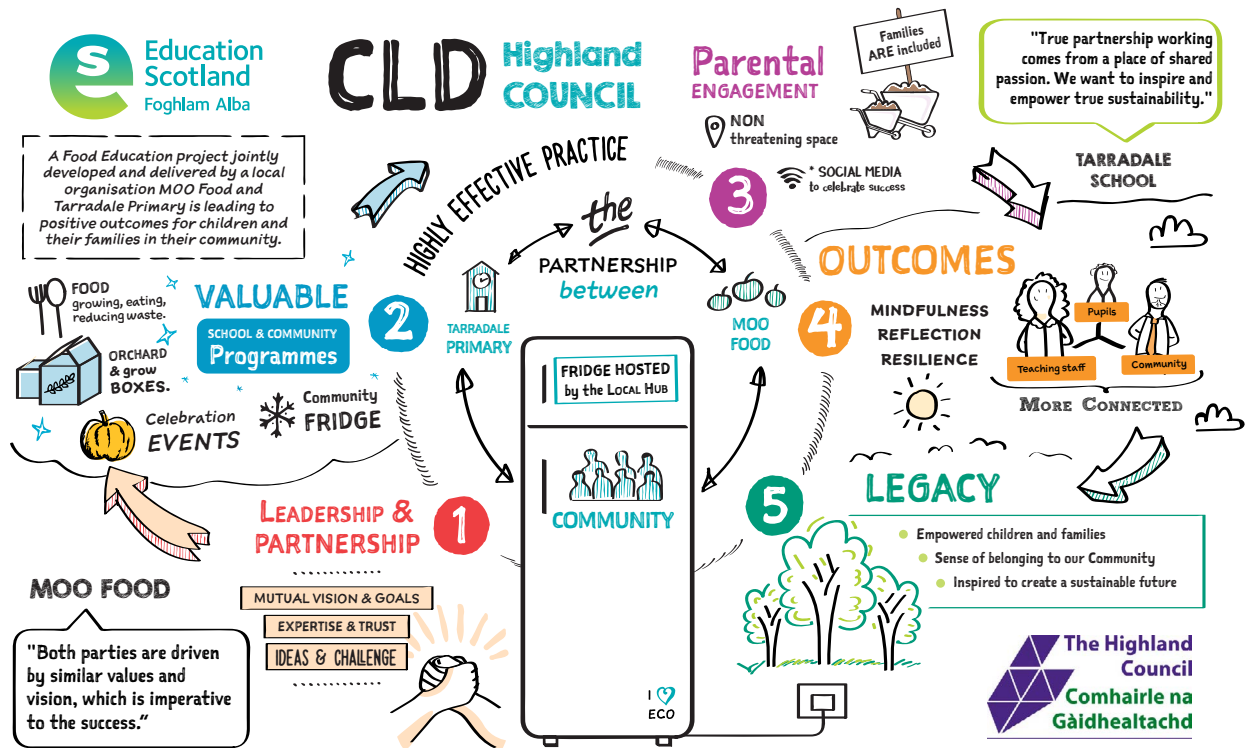 Education
Scotland
Foghlam Alba
CLD
Highland
COUNCIL
Parental
ENGAGEMENT
NON
threatening space
Families
ARE included
* SOCIAL MEDIA
to celebrate success
3
"True partnership working
comes from a place of shared
passion. We want to inspire and
empower true sustainability."
TARRADALE
SCHOOL
A Food Education project jointly
developed and delivered by a local
organisation MOO Food and
Tarradale Primary is leading to
positive outcomes for children and
their families in their community.
HIGHLY EFFECTIVE PRACTICE
the
PARTNERSHIP
between
TARRADALE
PRIMARY
MOO
FOOD
FOOD
growing, eating,
reducing waste.
ORCHARD
& grow
BOXES.
VALUABLE
SCHOOL & COMMUNITY
Programmes
2
Celebration
EVENTS
Community
FRIDGE
FRIDGE HOSTED
by the Local Hub
COMMUNITY
I
ECO
4
OUTCOMES
MINDFULNESS
REFLECTION
RESILIENCE
Pupils
Teaching staff
Community
MORE CONNECTED
LEADERSHIP &
PARTNERSHIP
1
MUTUAL VISION & GOALS
EXPERTISE & TRUST
IDEAS & CHALLENGE
MOO FOOD
"Both parties are driven
by similar values and
vision, which is imperative
to the success."
5
LEGACY
Empowered children and families
Sense of belonging to our Community
Inspired to create a sustainable future
The Highland
Council
Comhairle na
Gàidhealtachd